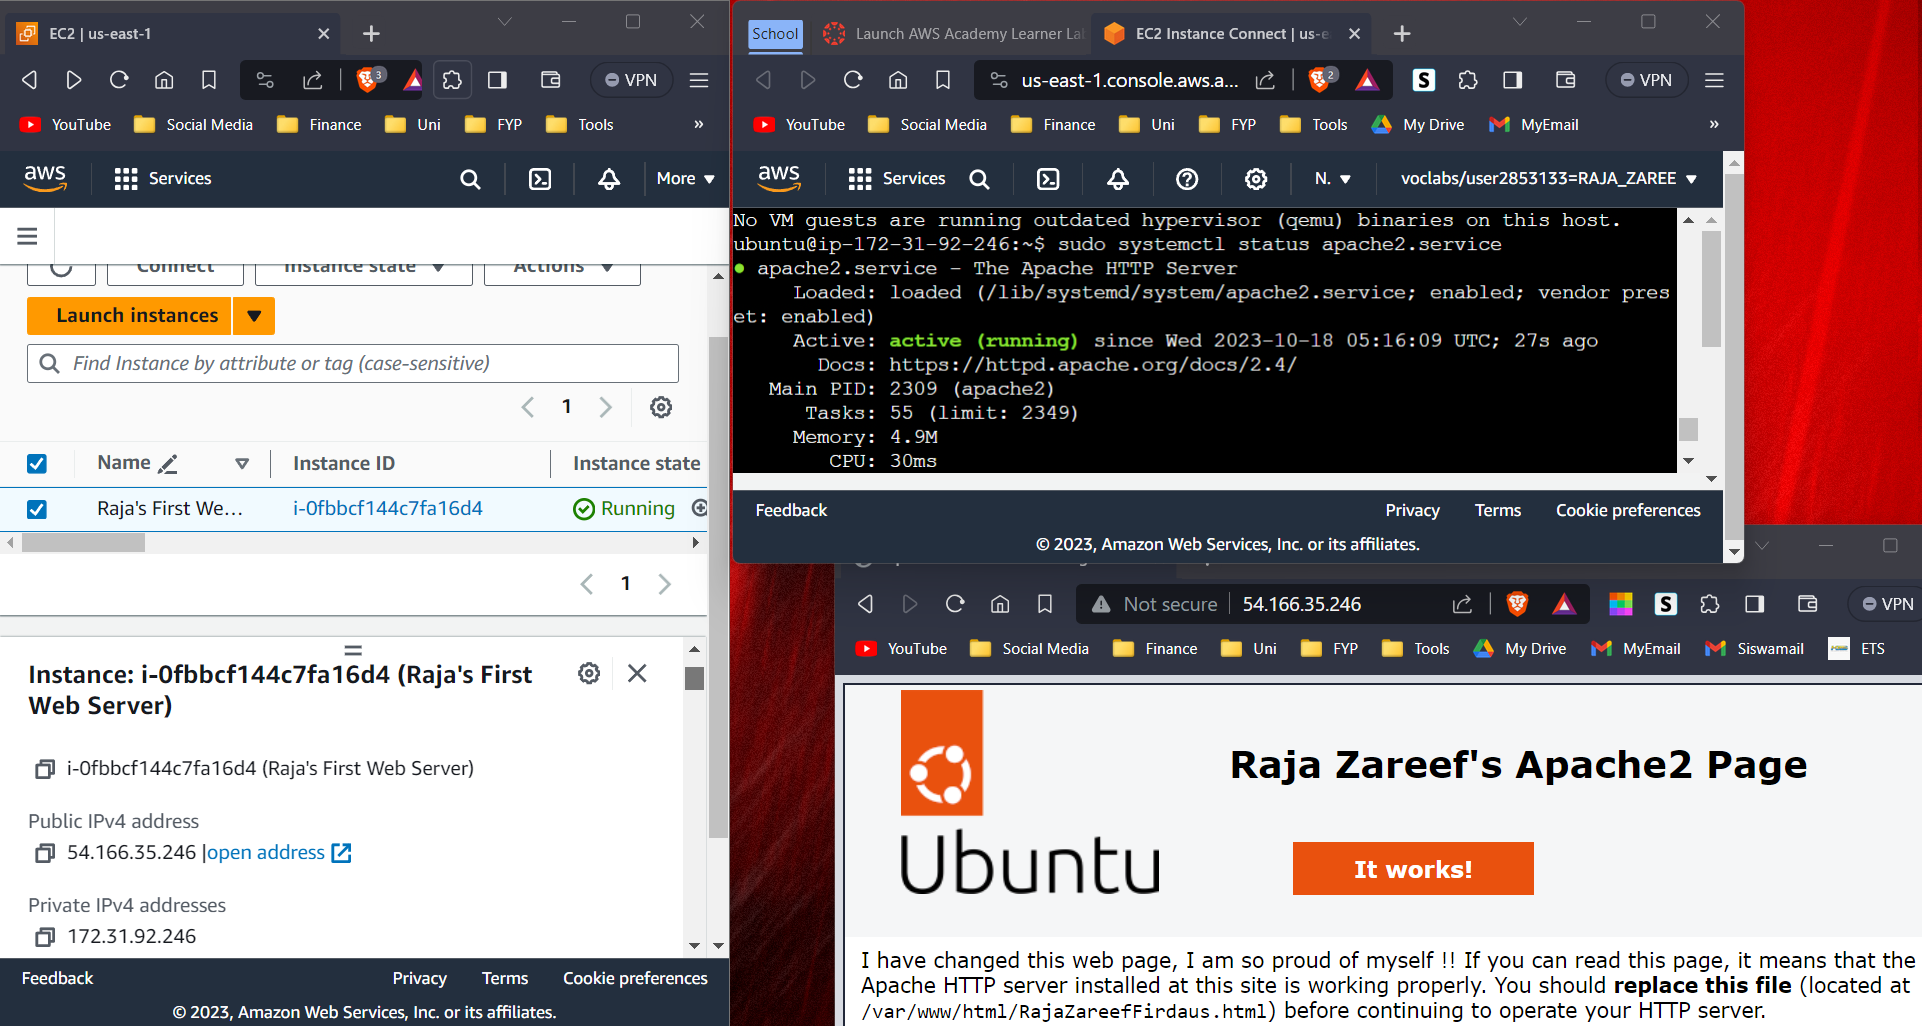 EC2 | us-east-1
3
VPN
YouTube Social Media Finance Uni FYP Tools »
aws Services More
Connect Instance state Actions
Launch instances
Find Instance by attribute or tag (case-sensitive)
1
Name Instance ID Instance state
Raja's First We... i-0fbbcf144c7fa16d4 Running
1
Instance: i-0fbbcf144c7fa16d4 (Raja's First
Web Server)
i-0fbbcf144c7fa16d4 (Raja's First Web Server)
Public IPv4 address
54.166.35.246 |open address
Private IPv4 addresses
172.31.92.246
Feedback Privacy Terms Cookie preferences
© 2023, Amazon Web Services, Inc. or its affiliates.
School Launch AWS Academy Learner La EC2 Instance Connect | us-e
us-east-1.console.aws.a... 2 S VPN
YouTube Social Media Finance Uni FYP Tools My Drive MyEmail »
aws Services N. voclabs/user2853133=RAJA_ZAREE
No VM guests are running outdated hypervisor (qemu) binaries on this host.
ubuntu@ip-172-31-92-246:~$ sudo systemctl status apache2.service
● apache2.service - The Apache HTTP Server
Loaded: loaded (/lib/systemd/system/apache2.service; enabled; vendor pres
et: enabled)
Active: active (running) since Wed 2023-10-18 05:16:09 UTC; 27s ago
Docs: https://httpd.apache.org/docs/2.4/
Main PID: 2309 (apache2)
Tasks: 55 (limit: 2349)
Memory: 4.9M
CPU: 30ms
Feedback Privacy Terms Cookie preferences
© 2023, Amazon Web Services, Inc. or its affiliates.
Not secure 54.166.35.246 S VPN
YouTube Social Media Finance Uni FYP Tools My Drive MyEmail Siswamail ETS
Raja Zareef's Apache2 Page
Ubuntu
It works!
I have changed this web page, I am so proud of myself !! If you can read this page, it means that the
Apache HTTP server installed at this site is working properly. You should replace this file (located at
/var/www/html/RajaZareefFirdaus.html) before continuing to operate your HTTP server.